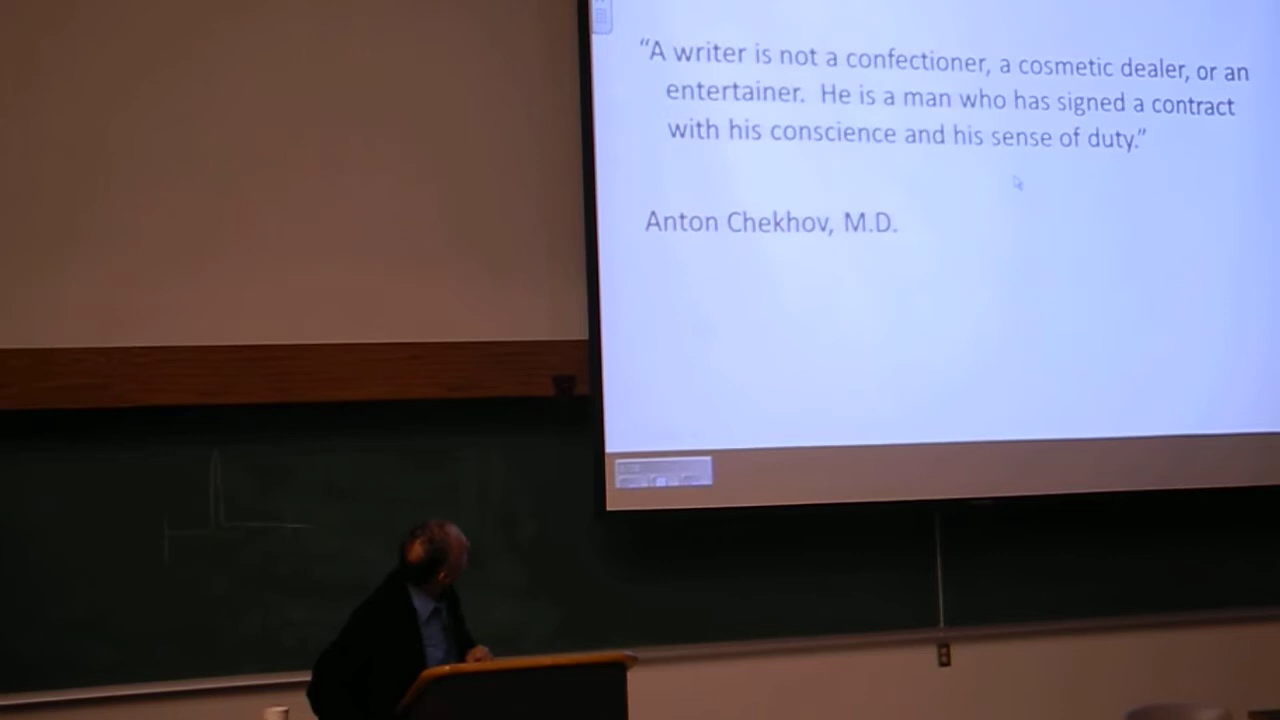 “A writer is not a confectioner, a cosmetic dealer, or an
entertainer.  He is a man who has signed a contract
with his conscience and his sense of duty.”
Anton Chekhov, M.D.